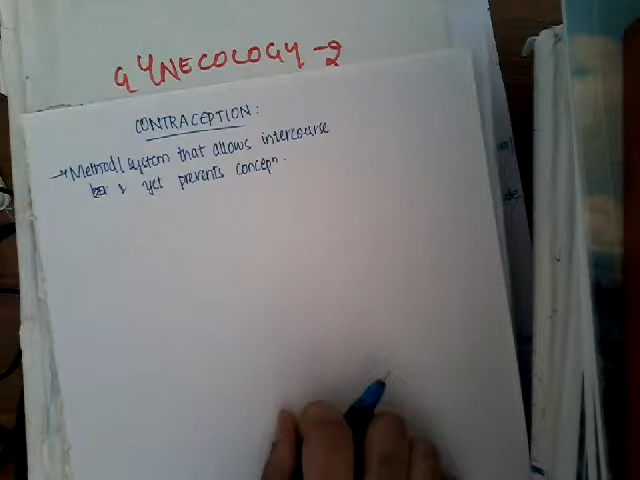 GYNECOLOGY - 2
CONTRACEPTION:
→ Method/system that allows intercourse
& yet prevents concepⁿ.